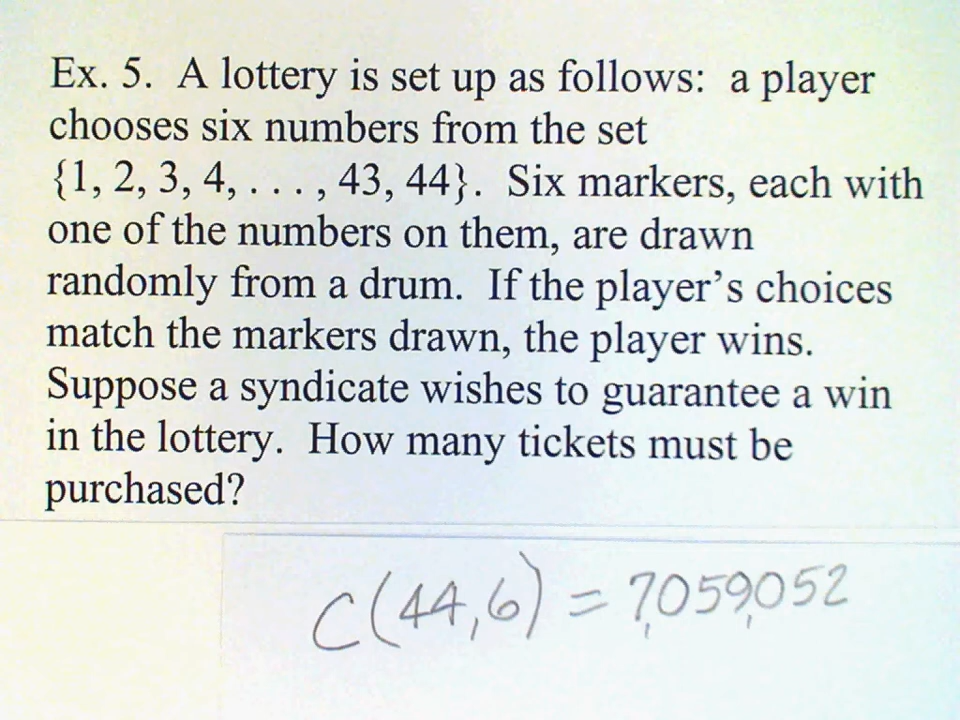 Ex. 5.  A lottery is set up as follows:  a player
chooses six numbers from the set
{1, 2, 3, 4, . . . , 43, 44}.  Six markers, each with
one of the numbers on them, are drawn
randomly from a drum.  If the player's choices
match the markers drawn, the player wins.
Suppose a syndicate wishes to guarantee a win
in the lottery.  How many tickets must be
purchased?
C(44,6) = 7,059,052